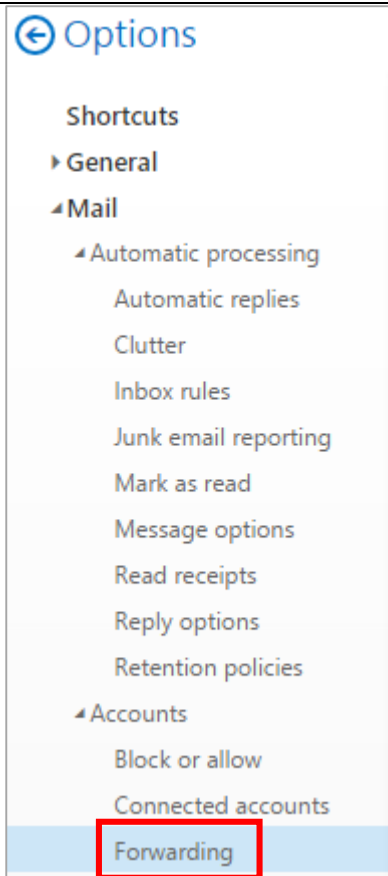 Options
Shortcuts
General
Mail
Automatic processing
Automatic replies
Clutter
Inbox rules
Junk email reporting
Mark as read
Message options
Read receipts
Reply options
Retention policies
Accounts
Block or allow
Connected accounts
Forwarding